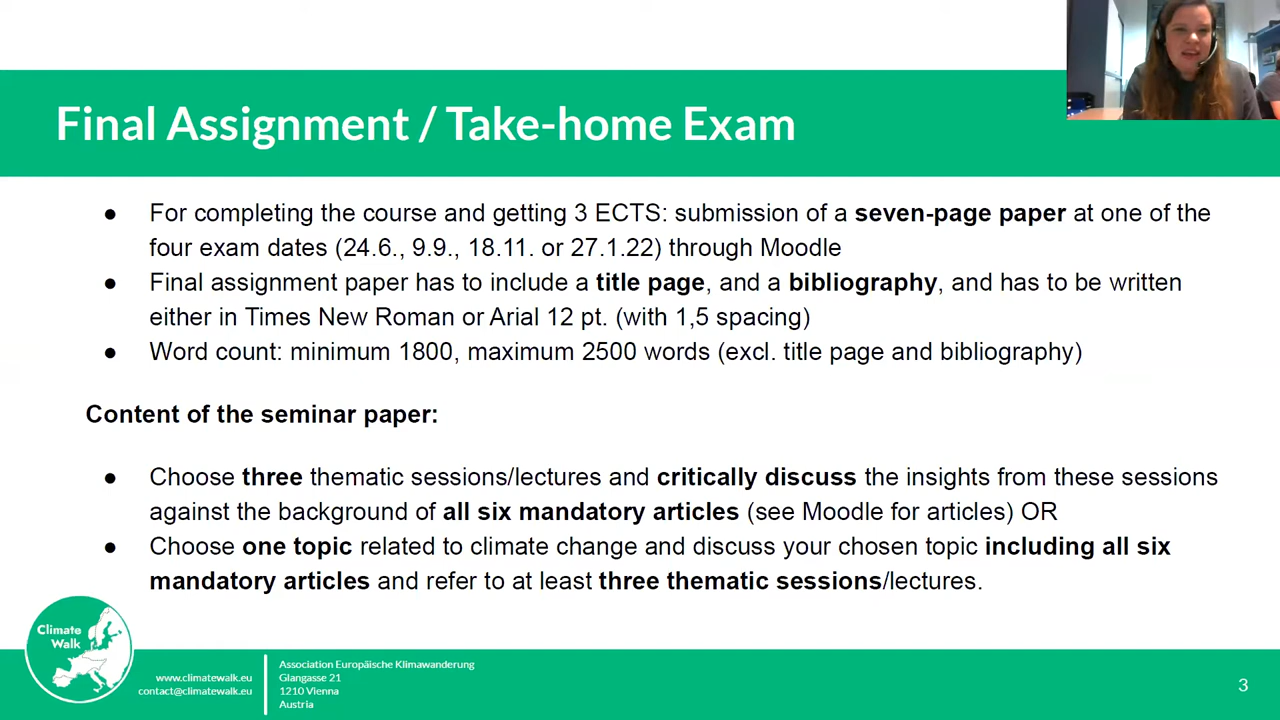 Final Assignment / Take-home Exam
● For completing the course and getting 3 ECTS: submission of a seven-page paper at one of the
four exam dates (24.6., 9.9., 18.11. or 27.1.22) through Moodle
● Final assignment paper has to include a title page, and a bibliography, and has to be written
either in Times New Roman or Arial 12 pt. (with 1,5 spacing)
● Word count: minimum 1800, maximum 2500 words (excl. title page and bibliography)
Content of the seminar paper:
● Choose three thematic sessions/lectures and critically discuss the insights from these sessions
against the background of all six mandatory articles (see Moodle for articles) OR
● Choose one topic related to climate change and discuss your chosen topic including all six
mandatory articles and refer to at least three thematic sessions/lectures.
Climate
Walk
www.climatewalk.eu
contact@climatewalk.eu
Association Europäische Klimawanderung
Glangasse 21
1210 Vienna
Austria
3